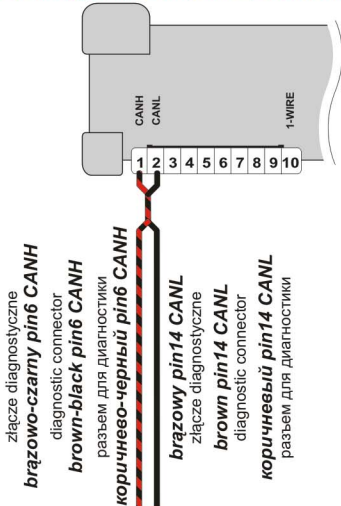 CANH
CANL
1-WIRE
1 2 3 4 5 6 7 8 9 10
złącze diagnostyczne
brązowo-czarny pin6 CANH
diagnostic connector
brown-black pin6 CANH
разъем для диагностики
коричнево-черный pin6 CANH
brązowy pin14 CANL
złącze diagnostyczne
brown pin14 CANL
diagnostic connector
коричневый pin14 CANL
разъем для диагностики